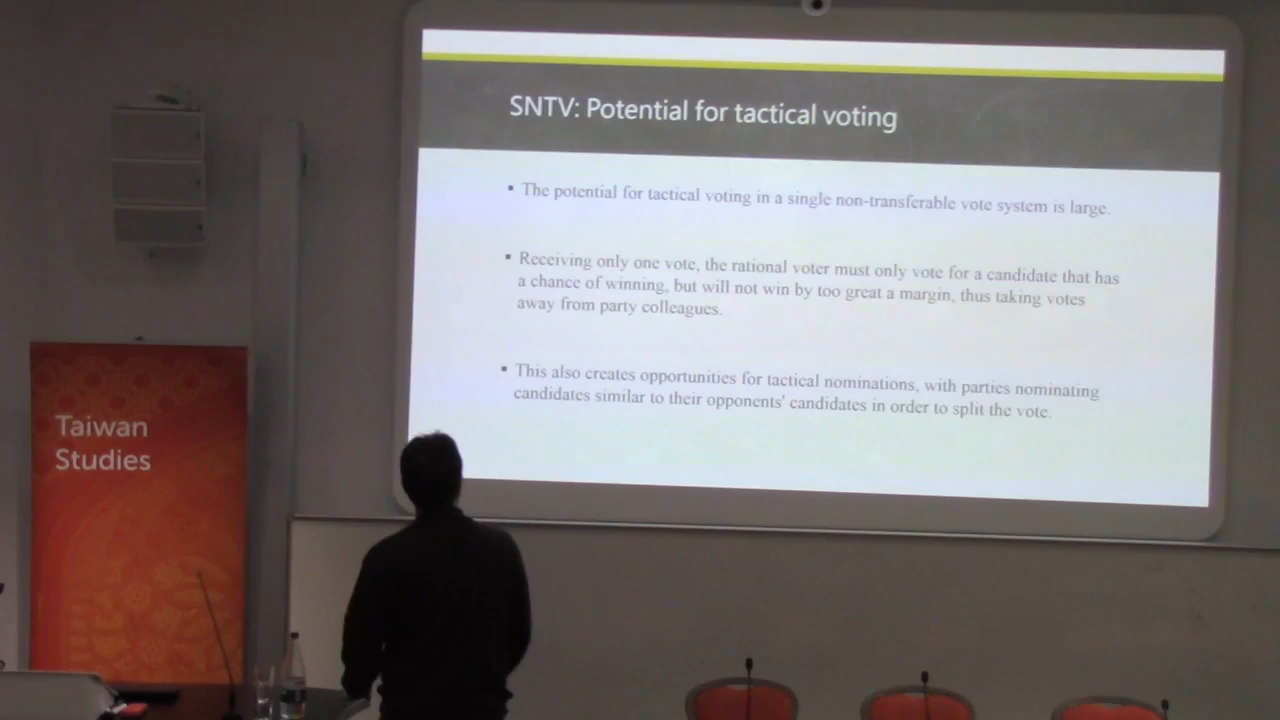 SNTV: Potential for tactical voting
▪ The potential for tactical voting in a single non-transferable vote system is large.
▪ Receiving only one vote, the rational voter must only vote for a candidate that has
a chance of winning, but will not win by too great a margin, thus taking votes
away from party colleagues.
▪ This also creates opportunities for tactical nominations, with parties nominating
candidates similar to their opponents' candidates in order to split the vote.
Taiwan
Studies